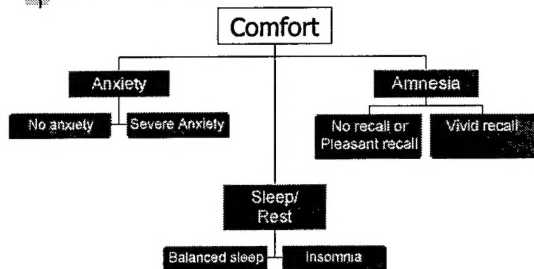 Comfort
Anxiety
Amnesia
No anxiety
Severe Anxiety
No recall or
Pleasant recall
Vivid recall
Sleep/
Rest
Balanced sleep
Insomnia